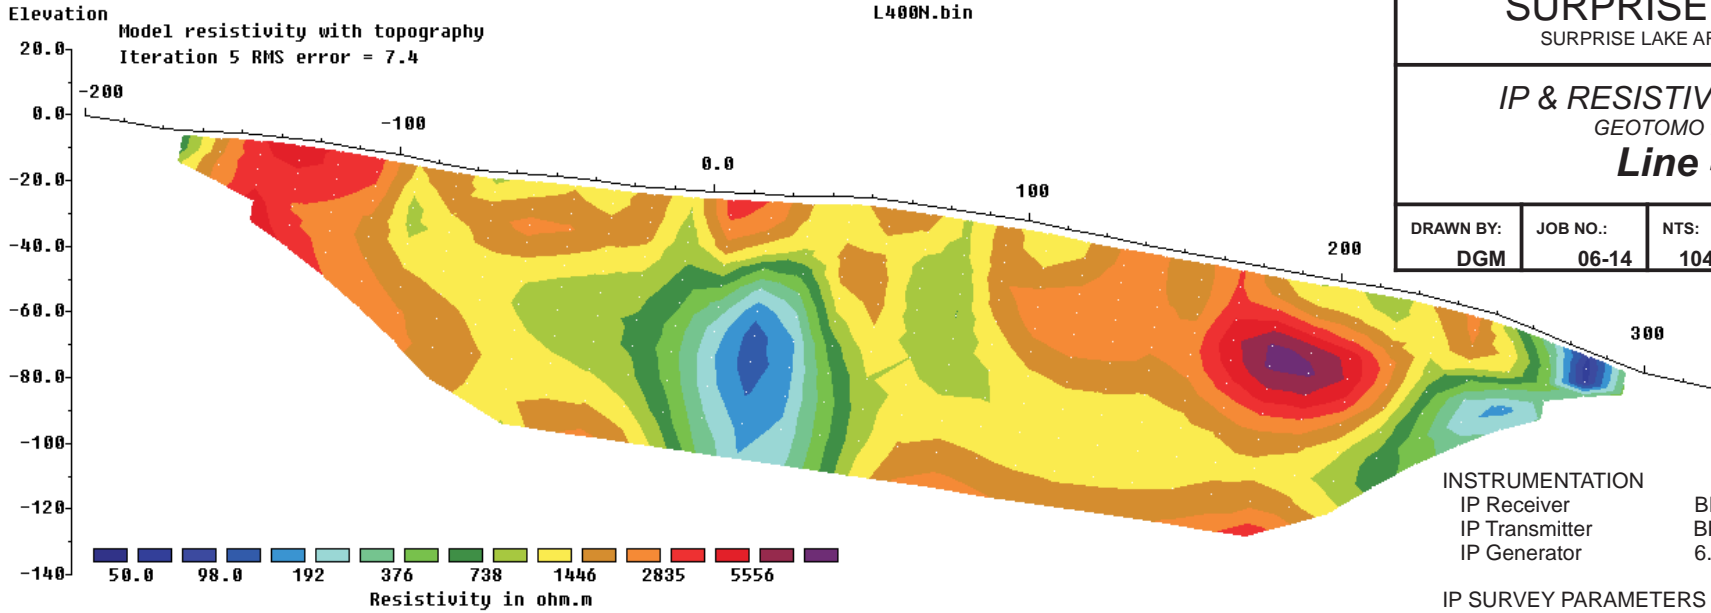 Elevation
L400N.bin
Model resistivity with topography
Iteration 5 RMS error = 7.4
20.0
0.0
-20.0
-40.0
-60.0
-80.0
-100
-120
-140
-200
-100
0.0
100
200
300
50.0 98.0 192 376 738 1446 2835 5556
Resistivity in ohm.m
SURPRISE
SURPRISE LAKE
IP & RESISTIV
GEOTOMO
Line
DRAWN BY: JOB NO.: NTS:
DGM 06-14 104
INSTRUMENTATION
IP Receiver
IP Transmitter
IP Generator 6.
IP SURVEY PARAMETERS